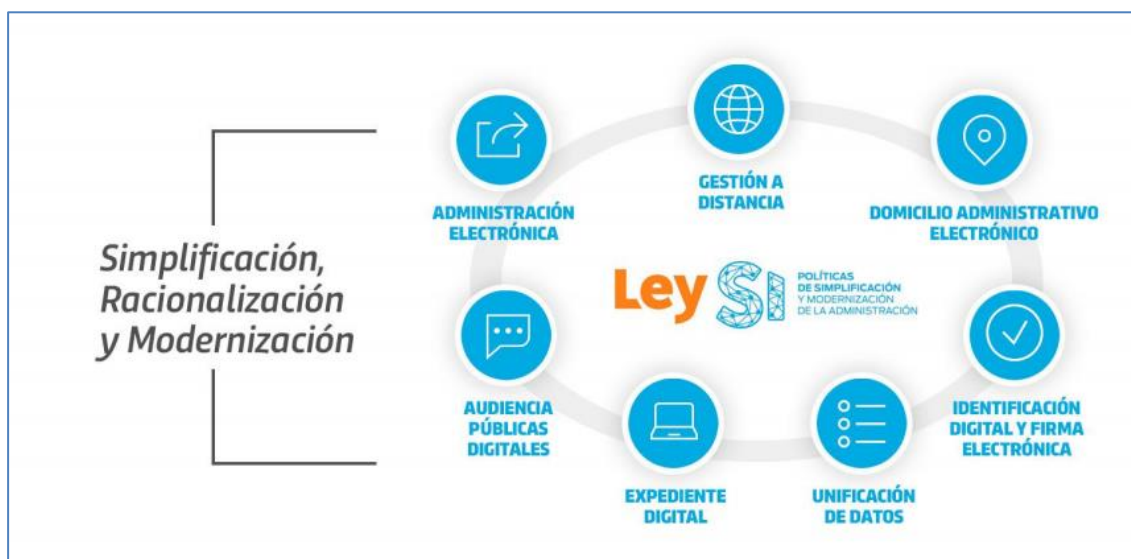 Simplificación,
Racionalización
y Modernización
ADMINISTRACIÓN
ELECTRÓNICA
GESTIÓN A
DISTANCIA
DOMICILIO ADMINISTRATIVO
ELECTRÓNICO
Ley SI
POLÍTICAS
DE SIMPLIFICACIÓN
Y MODERNIZACIÓN
DE LA ADMINISTRACIÓN
AUDIENCIA
PÚBLICAS
DIGITALES
EXPEDIENTE
DIGITAL
UNIFICACIÓN
DE DATOS
IDENTIFICACIÓN
DIGITAL Y FIRMA
ELECTRÓNICA